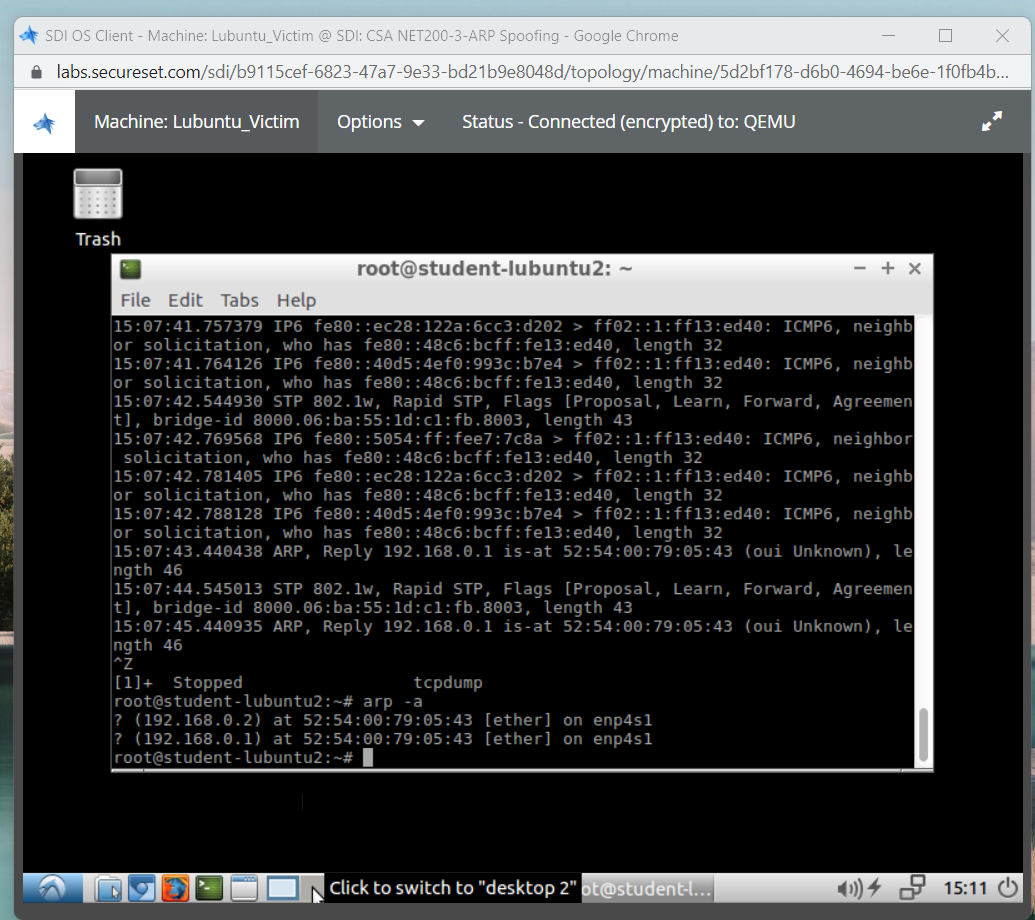 SDI OS Client - Machine: Lubuntu_Victim @ SDI: CSA NET200-3-ARP Spoofing - Google Chrome
labs.secureset.com/sdi/b9115cef-6823-47a7-9e33-bd21b9e8048d/topology/machine/5d2bf178-d6b0-4694-be6e-1f0fb4b...
Machine: Lubuntu_Victim Options Status - Connected (encrypted) to: QEMU
Trash
root@student-lubuntu2: ~
File Edit Tabs Help
15:07:41.757379 IP6 fe80::ec28:122a:6cc3:d202 > ff02::1:ff13:ed40: ICMP6, neighb
or solicitation, who has fe80::48c6:bcff:fe13:ed40, length 32
15:07:41.764126 IP6 fe80::40d5:4ef0:993c:b7e4 > ff02::1:ff13:ed40: ICMP6, neighb
or solicitation, who has fe80::48c6:bcff:fe13:ed40, length 32
15:07:42.544930 STP 802.1w, Rapid STP, Flags [Proposal, Learn, Forward, Agreemen
t], bridge-id 8000.06:ba:55:1d:c1:fb.8003, length 43
15:07:42.769568 IP6 fe80::5054:ff:fee7:7c8a > ff02::1:ff13:ed40: ICMP6, neighbor
 solicitation, who has fe80::48c6:bcff:fe13:ed40, length 32
15:07:42.781405 IP6 fe80::ec28:122a:6cc3:d202 > ff02::1:ff13:ed40: ICMP6, neighb
or solicitation, who has fe80::48c6:bcff:fe13:ed40, length 32
15:07:42.788128 IP6 fe80::40d5:4ef0:993c:b7e4 > ff02::1:ff13:ed40: ICMP6, neighb
or solicitation, who has fe80::48c6:bcff:fe13:ed40, length 32
15:07:43.440438 ARP, Reply 192.168.0.1 is-at 52:54:00:79:05:43 (oui Unknown), le
ngth 46
15:07:44.545013 STP 802.1w, Rapid STP, Flags [Proposal, Learn, Forward, Agreemen
t], bridge-id 8000.06:ba:55:1d:c1:fb.8003, length 43
15:07:45.440935 ARP, Reply 192.168.0.1 is-at 52:54:00:79:05:43 (oui Unknown), le
ngth 46
^Z
[1]+  Stopped                 tcpdump
root@student-lubuntu2:~# arp -a
? (192.168.0.2) at 52:54:00:79:05:43 [ether] on enp4s1
? (192.168.0.1) at 52:54:00:79:05:43 [ether] on enp4s1
root@student-lubuntu2:~#
Click to switch to "desktop 2" ot@student-l... 15:11